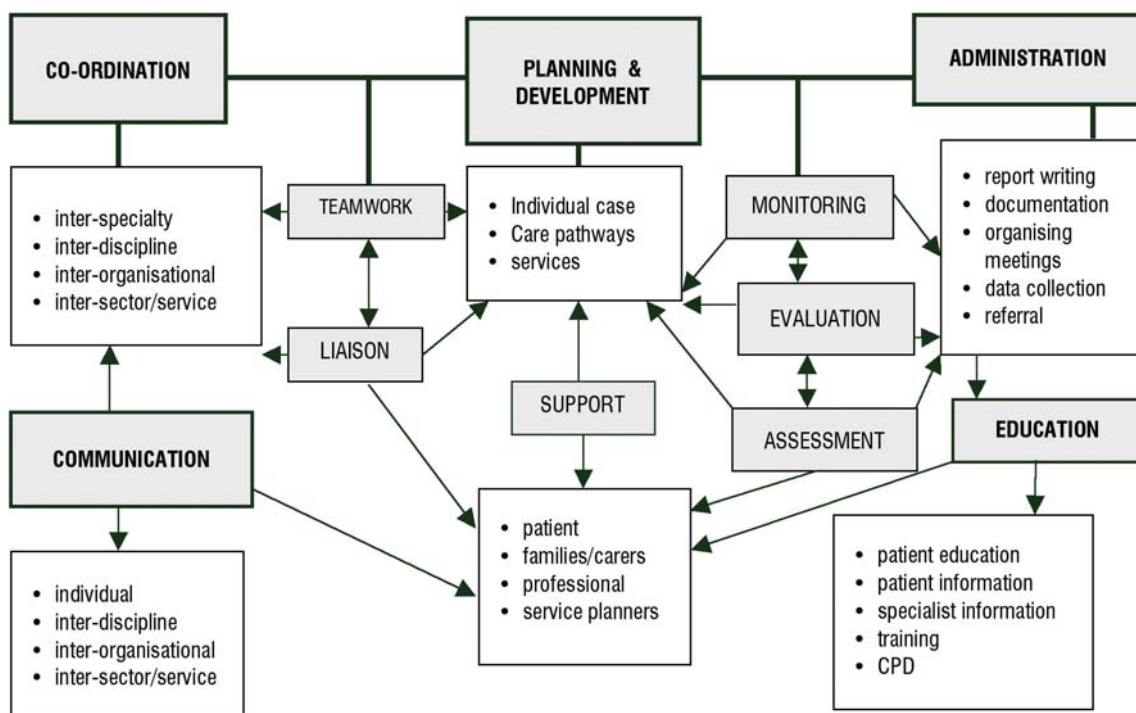 CO-ORDINATION
PLANNING &
DEVELOPMENT
ADMINISTRATION
• inter-specialty
• inter-discipline
• inter-organisational
• inter-sector/service
TEAMWORK
• Individual case
• Care pathways
• services
MONITORING
• report writing
• documentation
• organising
meetings
• data collection
• referral
LIAISON
EVALUATION
SUPPORT
ASSESSMENT
EDUCATION
COMMUNICATION
• individual
• inter-discipline
• inter-organisational
• inter-sector/service
• patient
• families/carers
• professional
• service planners
• patient education
• patient information
• specialist information
• training
• CPD